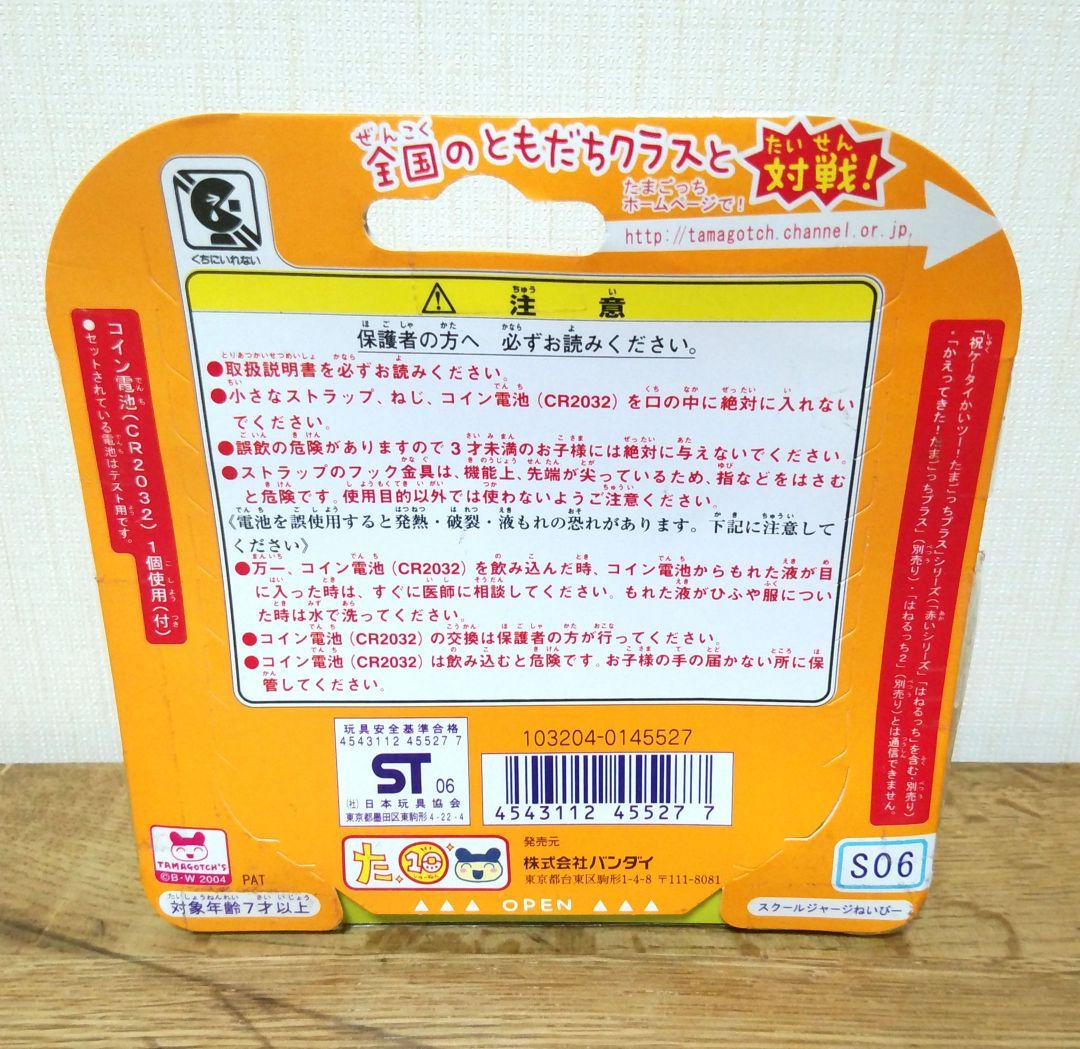 全国のともだちクラスと
対戦!
たまごっち
ホームページで!
http://tamagotch.channel.or.jp,
くちにいれない
⚠ 注意
保護者の方へ 必ずお読みください。
●取扱説明書を必ずお読みください。
●小さなストラップ、ねじ、コイン電池(CR2032)を口の中に絶対に入れない
でください。
●誤飲の危険がありますので3才未満のお子様には絶対に与えないでください。
●ストラップのフック金具は、機能上、先端が尖っているため、指などをはさむ
と危険です。使用目的以外では使わないようご注意ください。
《電池を誤使用すると発熱・破裂・液もれの恐れがあります。下記に注意して
ください》
●万一、コイン電池(CR2032)を飲み込んだ時、コイン電池からもれた液が目
に入った時は、すぐに医師に相談してください。もれた液がひふや服につい
た時は水で洗ってください。
●コイン電池(CR2032)の交換は保護者の方が行ってください。
●コイン電池(CR2032)は飲み込むと危険です。お子様の手の届かない所に保
管してください。
コイン電池(CR2032)1個使用(付)
●セットされている電池はテスト用です。
「祝ケータイかいツー!たまごっちプラス」シリーズ(「赤いシリーズ」「はねるっち」を含む・別売り)
・「かえってきた!たまごっちプラス」(別売り)・「はねるっち2」(別売り)とは通信できません。
玩具安全基準合格
4543112 45527 7
ST 06
(社)日本玩具協会
東京都墨田区東駒形4-22-4
103204-0145527
4543112 455277
TAMAGOTCH'S
©B・W 2004
PAT
対象年齢7才以上
た
10
発売元
株式会社バンダイ
東京都台東区駒形1-4-8 〒111-8081
▲▲▲ OPEN ▲▲▲
S06
スクールジャージねいびー